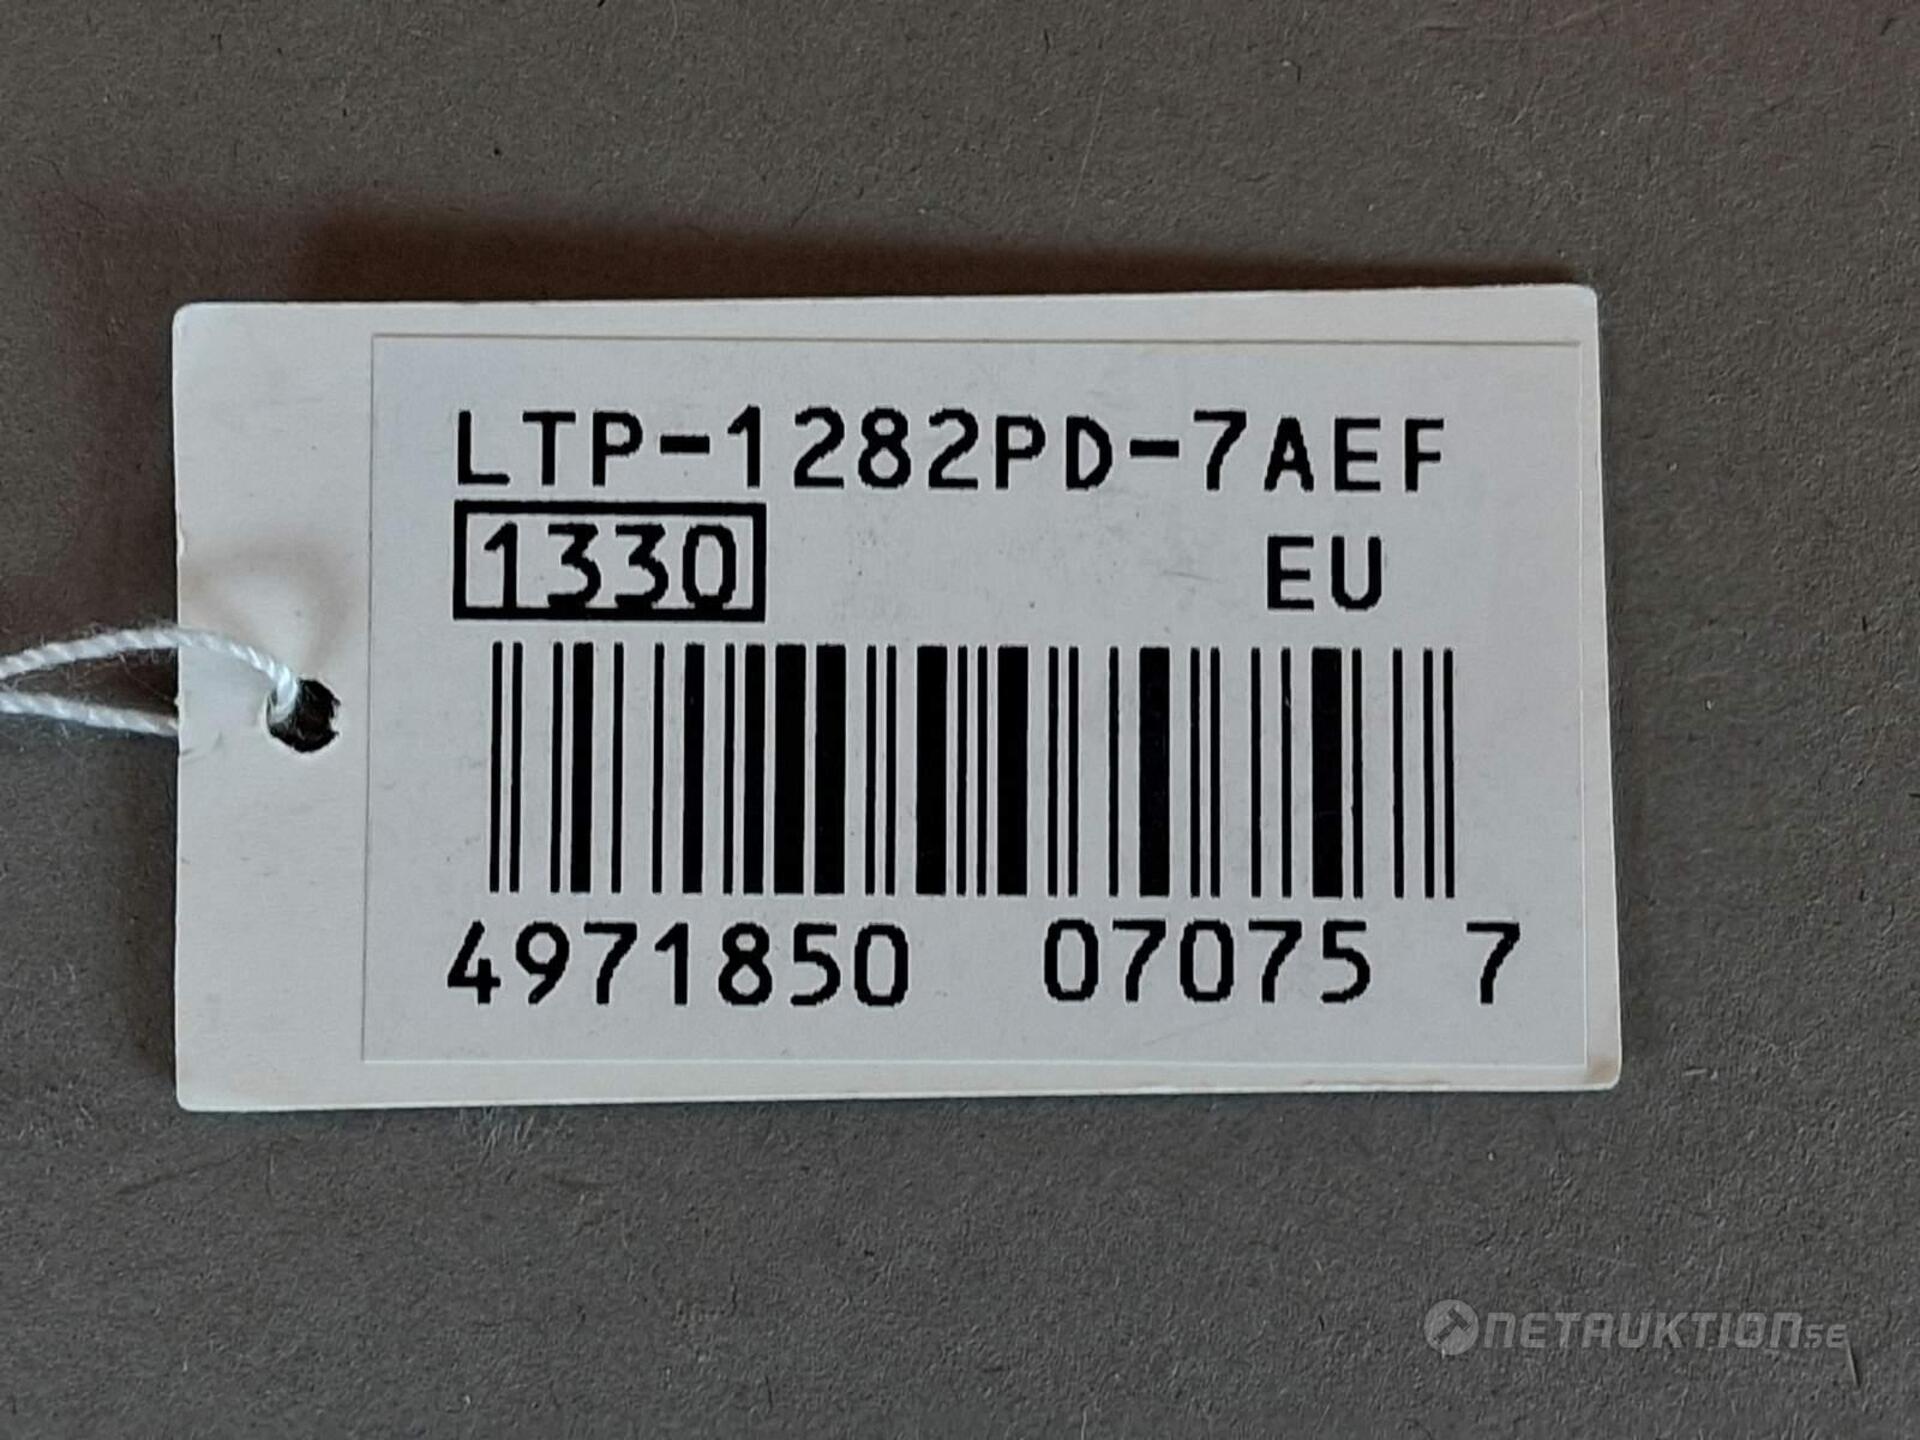 LTP-1282PD-7AEF
1330 EU
4971850 07075 7
NETAUKTION.SE